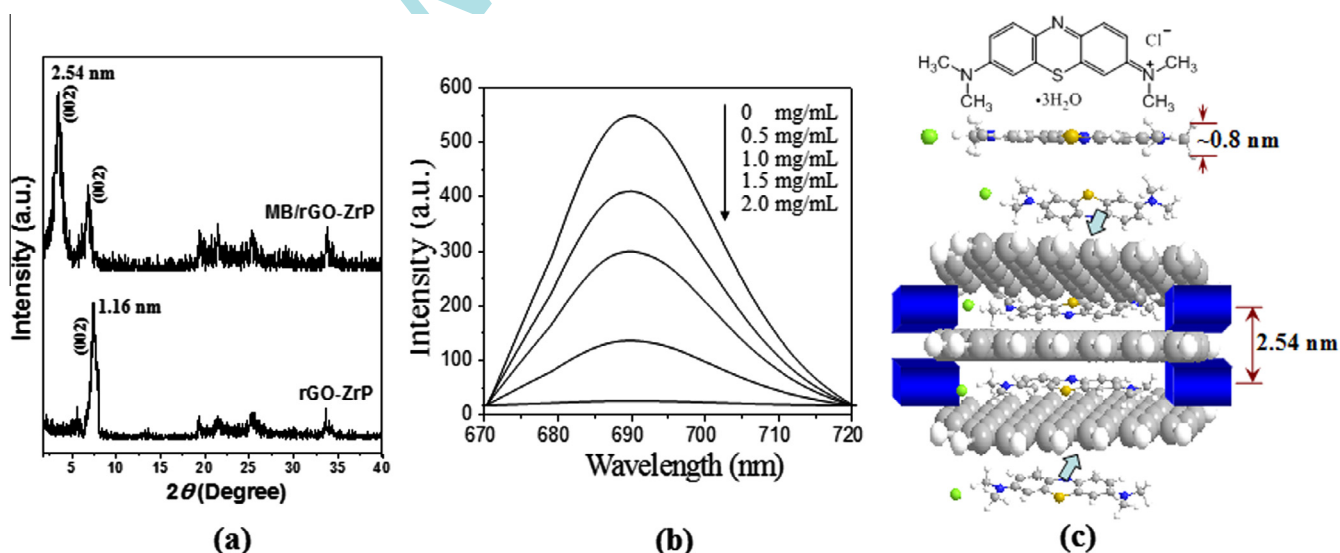 2.54 nm
(002)
(002)
MB/rGO-ZrP
1.16 nm
(002)
rGO-ZrP
Intensity (a.u.)
5 10 15 20 25 30 35 40
2θ (Degree)
(a)
600
500
400
300
200
100
0
Intensity (a.u.)
0 mg/mL
0.5 mg/mL
1.0 mg/mL
1.5 mg/mL
2.0 mg/mL
670 680 690 700 710 720
Wavelength (nm)
(b)
N
Cl⁻
H₃C
N
S
N⁺
CH₃
CH₃
CH₃
•3H₂O
~0.8 nm
2.54 nm
(c)